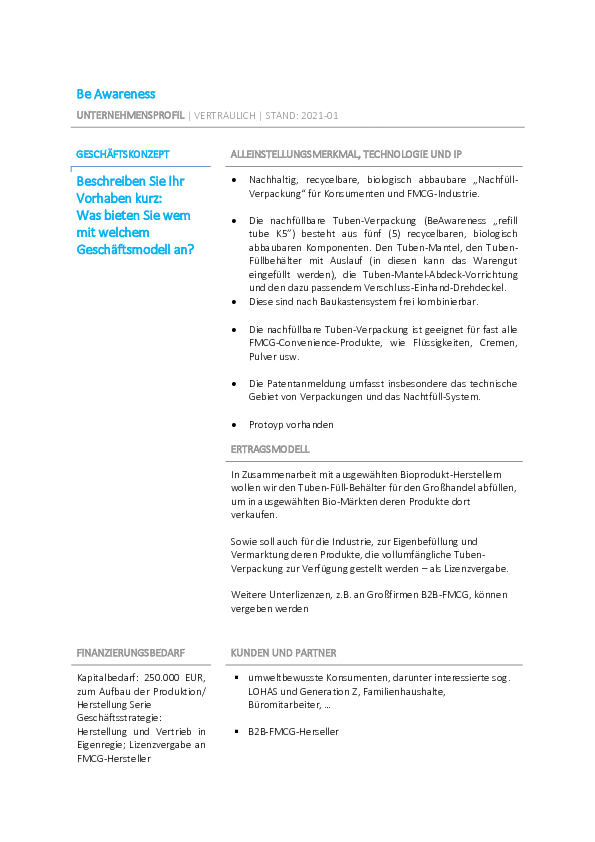 Be Awareness
UNTERNEHMENSPROFIL | VERTRAULICH | STAND: 2021-01
GESCHÄFTSKONZEPT
Beschreiben Sie Ihr
Vorhaben kurz:
Was bieten Sie wem
mit welchem
Geschäftsmodell an?
ALLEINSTELLUNGSMERKMAL, TECHNOLOGIE UND IP
• Nachhaltig, recycelbare, biologisch abbaubare „Nachfüll-
Verpackung“ für Konsumenten und FMCG-Industrie.
• Die nachfüllbare Tuben-Verpackung (BeAwareness „refill
tube K5“) besteht aus fünf (5) recycelbaren, biologisch
abbaubaren Komponenten. Den Tuben-Mantel, den Tuben-
Füllbehälter mit Auslauf (in diesen kann das Warengut
eingefüllt werden), die Tuben-Mantel-Abdeck-Vorrichtung
und den dazu passendem Verschluss-Einhand-Drehdeckel.
• Diese sind nach Baukastensystem frei kombinierbar.
• Die nachfüllbare Tuben-Verpackung ist geeignet für fast alle
FMCG-Convenience-Produkte, wie Flüssigkeiten, Cremen,
Pulver usw.
• Die Patentanmeldung umfasst insbesondere das technische
Gebiet von Verpackungen und das Nachtfüll-System.
• Protoyp vorhanden
ERTRAGSMODELL
In Zusammenarbeit mit ausgewählten Bioprodukt-Herstellern
wollen wir den Tuben-Füll-Behälter für den Großhandel abfüllen,
um in ausgewählten Bio-Märkten deren Produkte dort
verkaufen.
Sowie soll auch für die Industrie, zur Eigenbefüllung und
Vermarktung deren Produkte, die vollumfängliche Tuben-
Verpackung zur Verfügung gestellt werden – als Lizenzvergabe.
Weitere Unterlizenzen, z.B. an Großfirmen B2B-FMCG, können
vergeben werden
FINANZIERUNGSBEDARF
Kapitalbedarf: 250.000 EUR,
zum Aufbau der Produktion/
Herstellung Serie
Geschäftsstrategie:
Herstellung und Vertrieb in
Eigenregie; Lizenzvergabe an
FMCG-Hersteller
KUNDEN UND PARTNER
▪ umweltbewusste Konsumenten, darunter interessierte sog.
LOHAS und Generation Z, Familienhaushalte,
Büromitarbeiter, …
▪ B2B-FMCG-Herseller